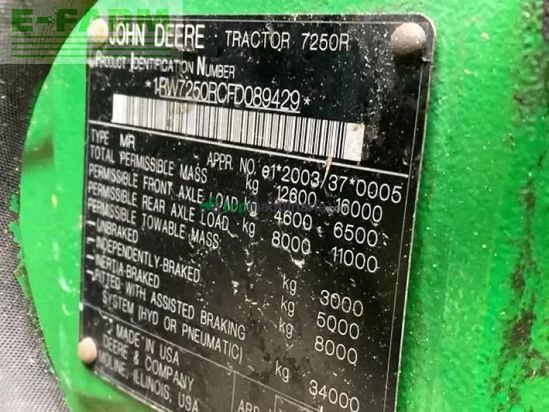 E-FARM
JOHN DEERE TRACTOR 7250R
PRODUCT IDENTIFICATION NUMBER
*1RW7250RCFD089429*
TYPE MR APPR. NO. e1*2003/37*0005
TOTAL PERMISSIBLE MASS kg 12600 - 16000
PERMISSIBLE FRONT AXLE LOAD kg 4600 - 6500
PERMISSIBLE REAR AXLE LOAD kg 8000 - 11000
PERMISSIBLE TOWABLE MASS:
-UNBRAKED kg 3000
-INDEPENDENTLY-BRAKED kg 5000
-INERTIA-BRAKED kg 8000
-FITTED WITH ASSISTED BRAKING
SYSTEM (HYD OR PNEUMATIC) kg 34000
MADE IN USA
DEERE & COMPANY
MOLINE, ILLINOIS, USA